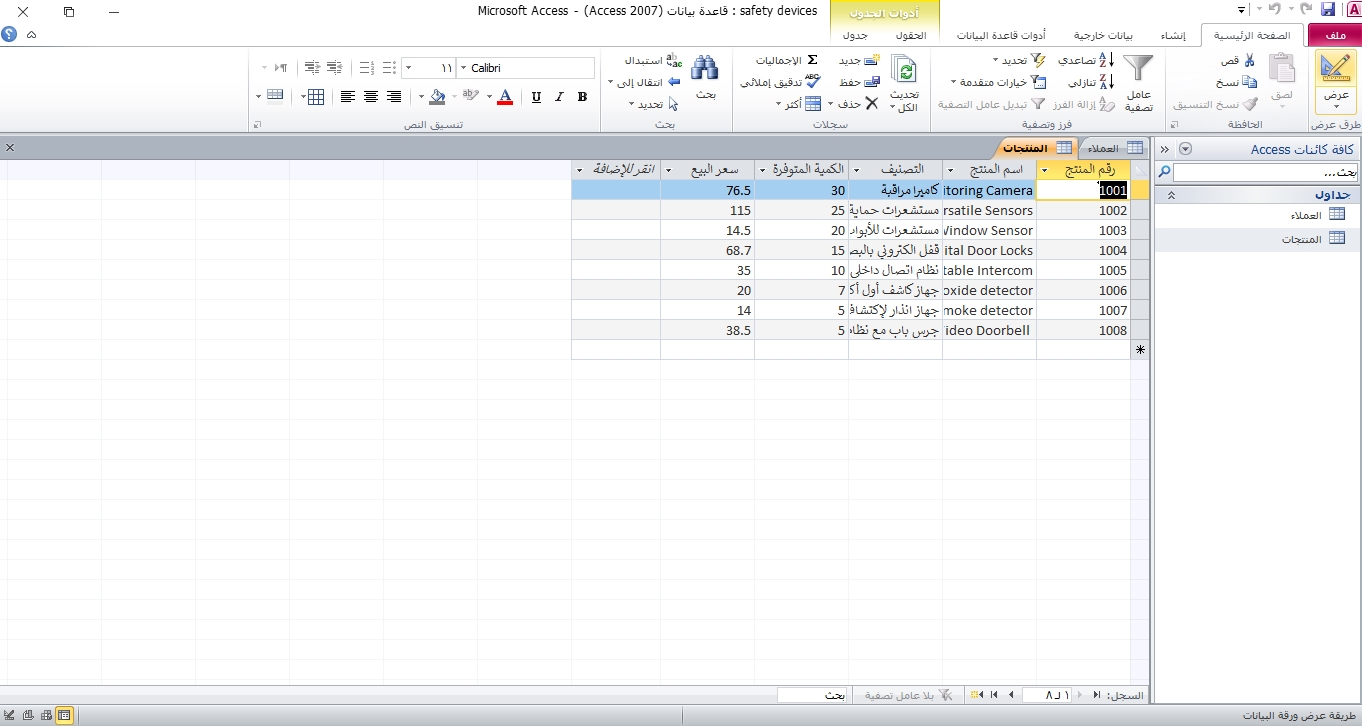 safety devices : قاعدة بيانات (Access 2007) - Microsoft Access
أدوات الجدول
ملف
الصفحة الرئيسية
إنشاء
بيانات خارجية
أدوات قاعدة البيانات
الحقول
جدول
عرض
طرق عرض
لصق
قص
نسخ
نسخ التنسيق
الحافظة
عامل تصفية
تصاعدي
تنازلي
إزالة الفرز
تحديد
خيارات متقدمة
تبديل عامل التصفية
فرز وتصفية
تحديث الكل
جديد
حفظ
حذف
الإجماليات
تدقيق إملائي
أكثر
سجلات
بحث
استبدال
انتقال إلى
تحديد
بحث
Calibri
١١
B I U
تنسيق النص
كافة كائنات Access
بحث...
جداول
العملاء
المنتجات
العملاء
المنتجات
رقم المنتج اسم المنتج التصنيف الكمية المتوفرة سعر البيع انقر للإضافة
1001 itoring Camera كاميرا مراقبة 30 76.5
1002 rsatile Sensors مستشعرات حماية 25 115
1003 Window Sensor مستشعرات للأبواب 20 14.5
1004 ital Door Locks قفل الكتروني بالبص 15 68.7
1005 table Intercom نظام اتصال داخلي 10 35
1006 oxide detector جهاز كاشف أول أك 7 20
1007 moke detector جهاز انذار لإكتشاف 5 14
1008 ideo Doorbell جرس باب مع نظام 5 38.5
السجل: ١ لـ ٨
بلا عامل تصفية
بحث
طريقة عرض ورقة البيانات